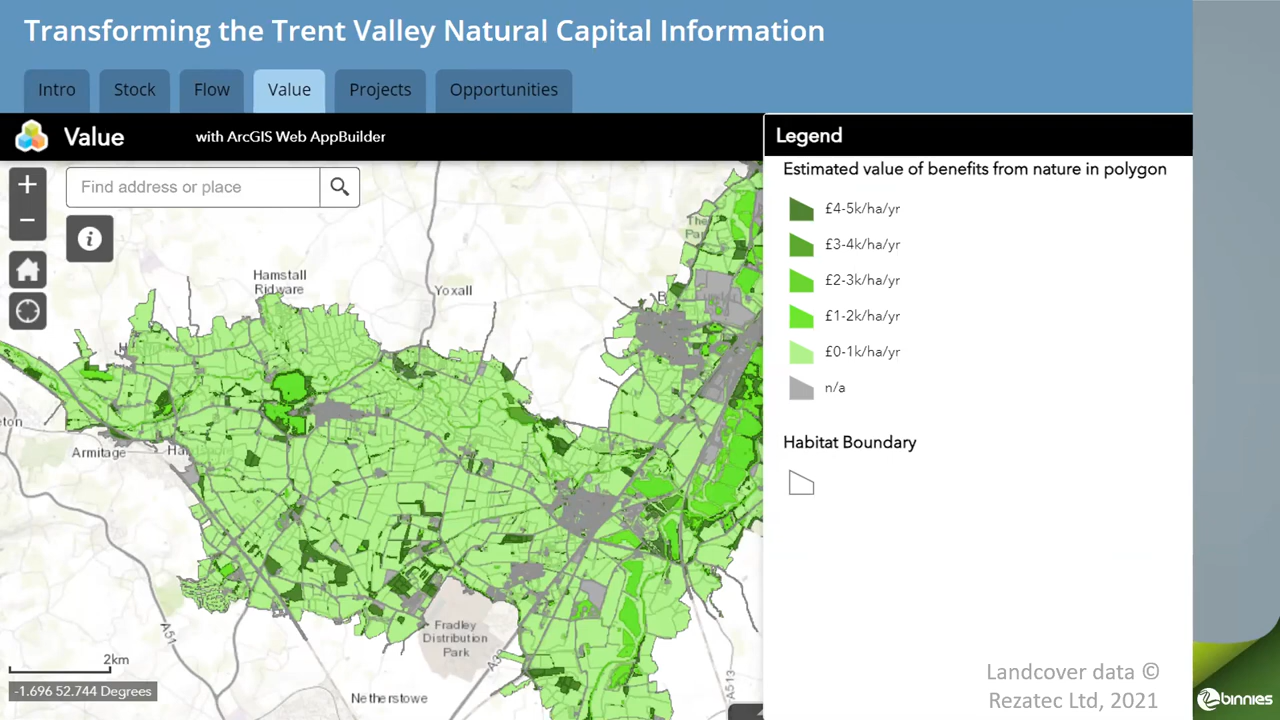 Transforming the Trent Valley Natural Capital Information
Intro
Stock
Flow
Value
Projects
Opportunities
Value
with ArcGIS Web AppBuilder
Legend
Estimated value of benefits from nature in polygon
£4-5k/ha/yr
£3-4k/ha/yr
£2-3k/ha/yr
£1-2k/ha/yr
£0-1k/ha/yr
n/a
Habitat Boundary
+
Find address or place
−
i
Hamstall
Ridware
Yoxall
The
Armitage
Fradley
Distribution
Park
A51
A513
Netherstowe
2km
-1.696 52.744 Degrees
Landcover data ©
Rezatec Ltd, 2021
binnies